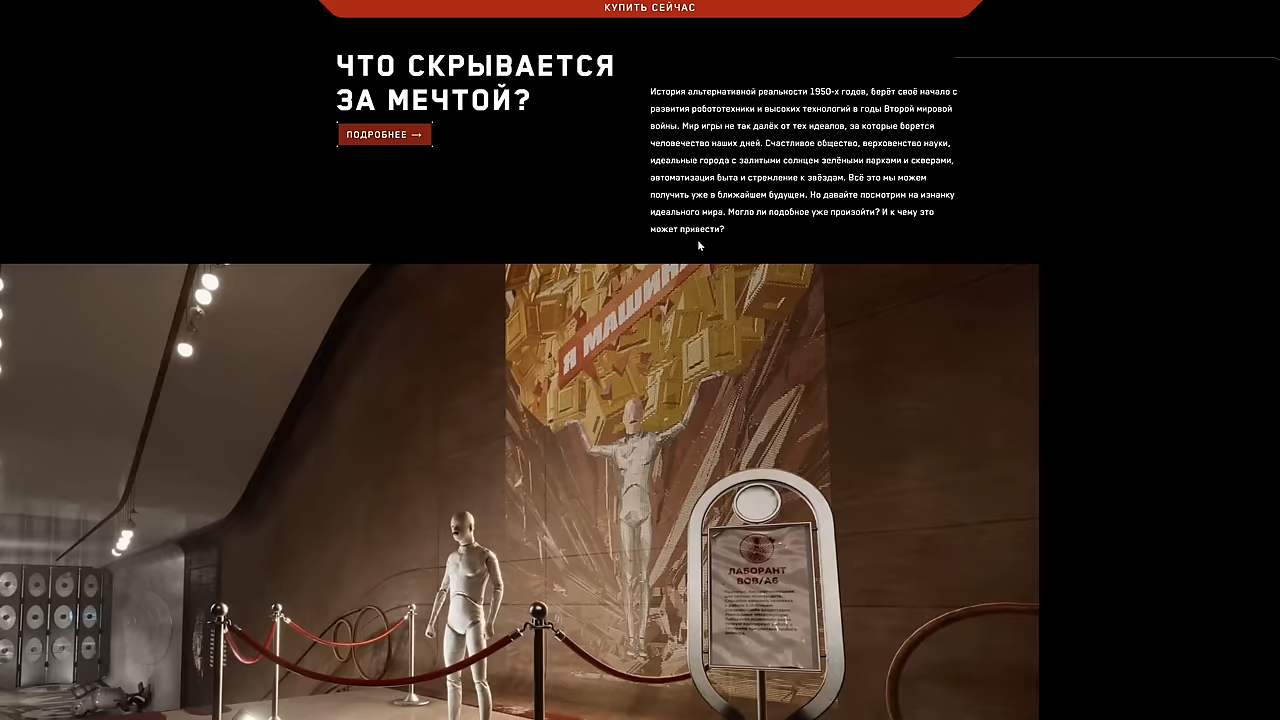 КУПИТЬ СЕЙЧАС
ЧТО СКРЫВАЕТСЯ
ЗА МЕЧТОЙ?
ПОДРОБНЕЕ →
История альтернативной реальности 1950-х годов, берёт своё начало с
развития робототехники и высоких технологий в годы Второй мировой
войны. Мир игры не так далёк от тех идеалов, за которые борется
человечество наших дней. Счастливое общество, верховенство науки,
идеальные города с залитыми солнцем зелёными парками и скверами,
автоматизация быта и стремление к звёздам. Всё это мы можем
получить уже в ближайшем будущем. Но давайте посмотрим на изнанку
идеального мира. Могло ли подобное уже произойти? И к чему это
может привести?
Я МАШИНА
ЛАБОРАНТ
ВОВ/А6